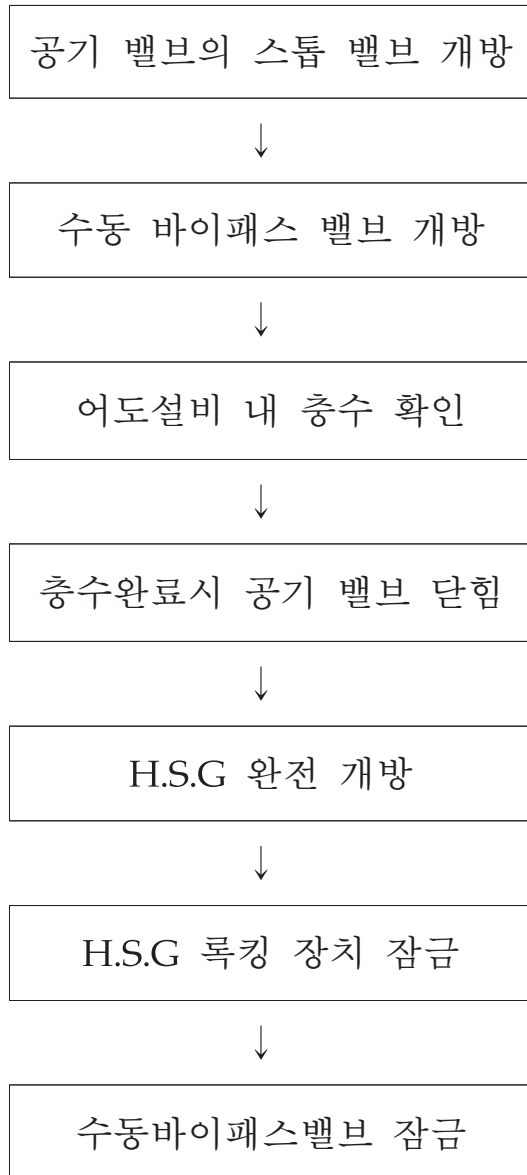 공기 밸브의 스톱 밸브 개방
↓
수동 바이패스 밸브 개방
↓
어도설비 내 충수 확인
↓
충수완료시 공기 밸브 닫힘
↓
H.S.G 완전 개방
↓
H.S.G 록킹 장치 잠금
↓
수동바이패스밸브 잠금